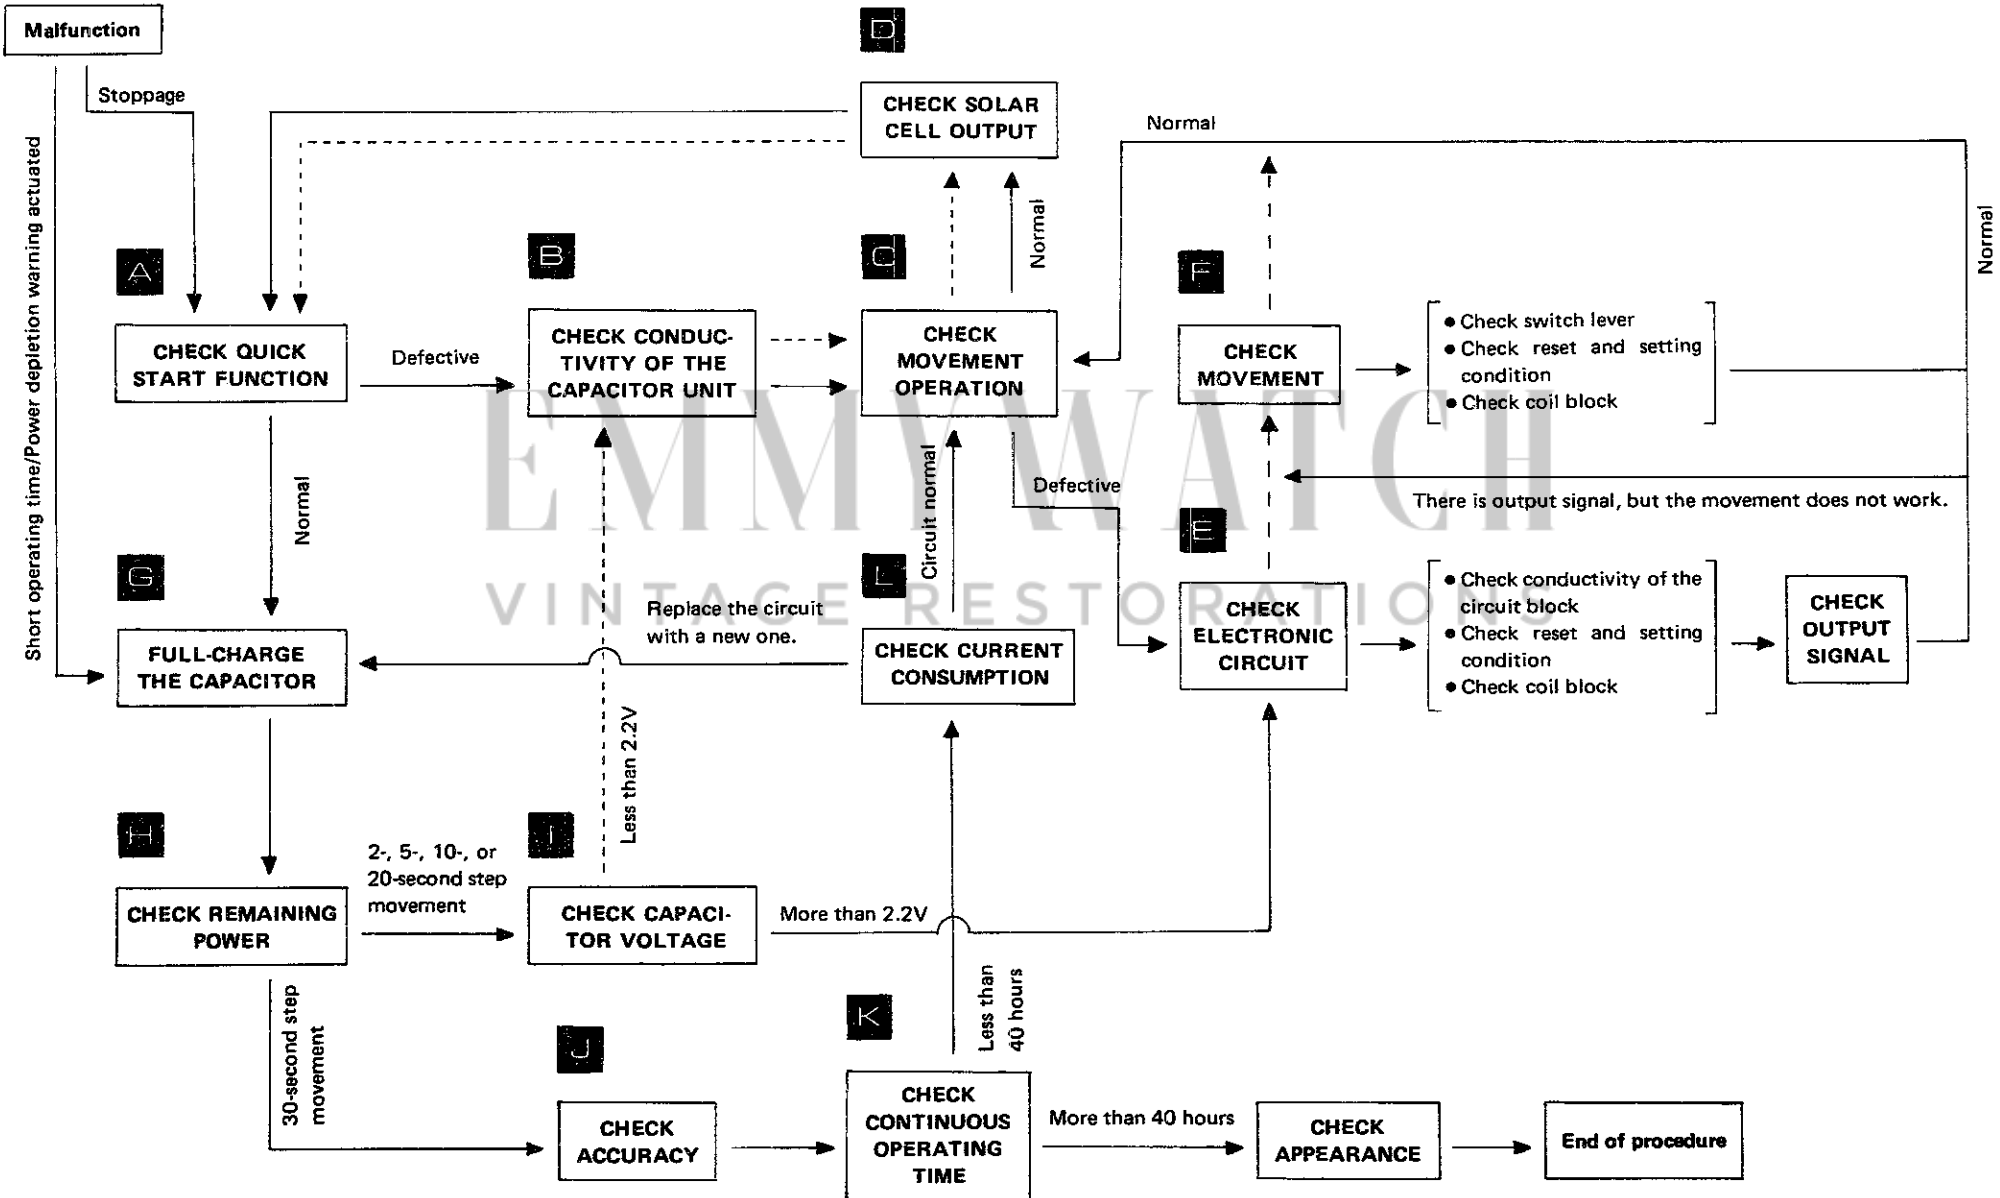 Malfunction
Stoppage
Short operating time/Power depletion warning actuated
D
CHECK SOLAR
CELL OUTPUT
Normal
Normal
A
CHECK QUICK
START FUNCTION
Defective
B
CHECK CONDUC-
TIVITY OF THE
CAPACITOR UNIT
C
CHECK
MOVEMENT
OPERATION
Normal
F
CHECK
MOVEMENT
● Check switch lever
● Check reset and setting
condition
● Check coil block
EMMYWATCH
VINTAGE RESTORATIONS
Normal
Circuit normal
Defective
There is output signal, but the movement does not work.
G
FULL-CHARGE
THE CAPACITOR
Replace the circuit
with a new one.
L
CHECK CURRENT
CONSUMPTION
E
CHECK
ELECTRONIC
CIRCUIT
● Check conductivity of the
circuit block
● Check reset and setting
condition
● Check coil block
CHECK
OUTPUT
SIGNAL
Less than 2.2V
H
CHECK REMAINING
POWER
2-, 5-, 10-, or
20-second step
movement
I
CHECK CAPACI-
TOR VOLTAGE
More than 2.2V
30-second step
movement
J
CHECK
ACCURACY
K
CHECK
CONTINUOUS
OPERATING
TIME
Less than
40 hours
More than 40 hours
CHECK
APPEARANCE
End of procedure